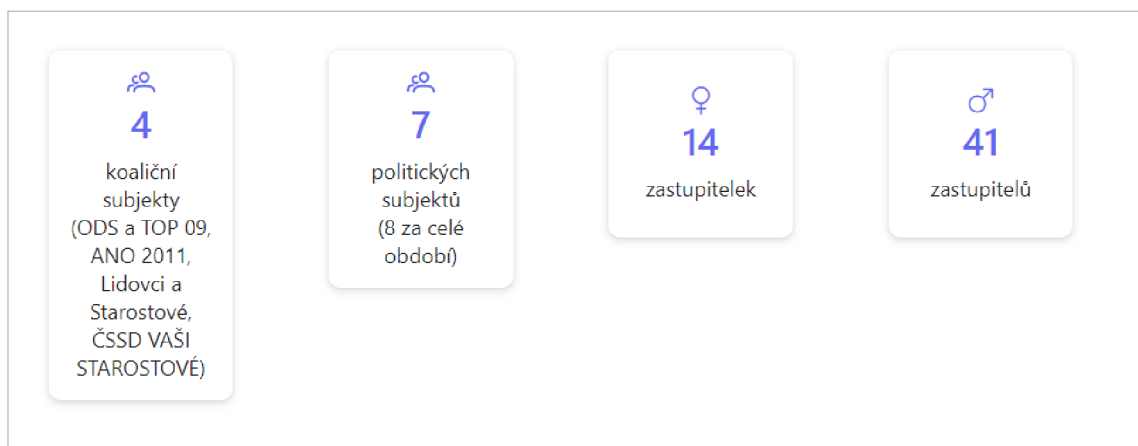 4
koaliční
subjekty
(ODS a TOP 09,
ANO 2011,
Lidovci a
Starostové,
ČSSD VAŠI
STAROSTOVÉ)
7
politických
subjektů
(8 za celé
období)
14
zastupitelek
41
zastupitelů